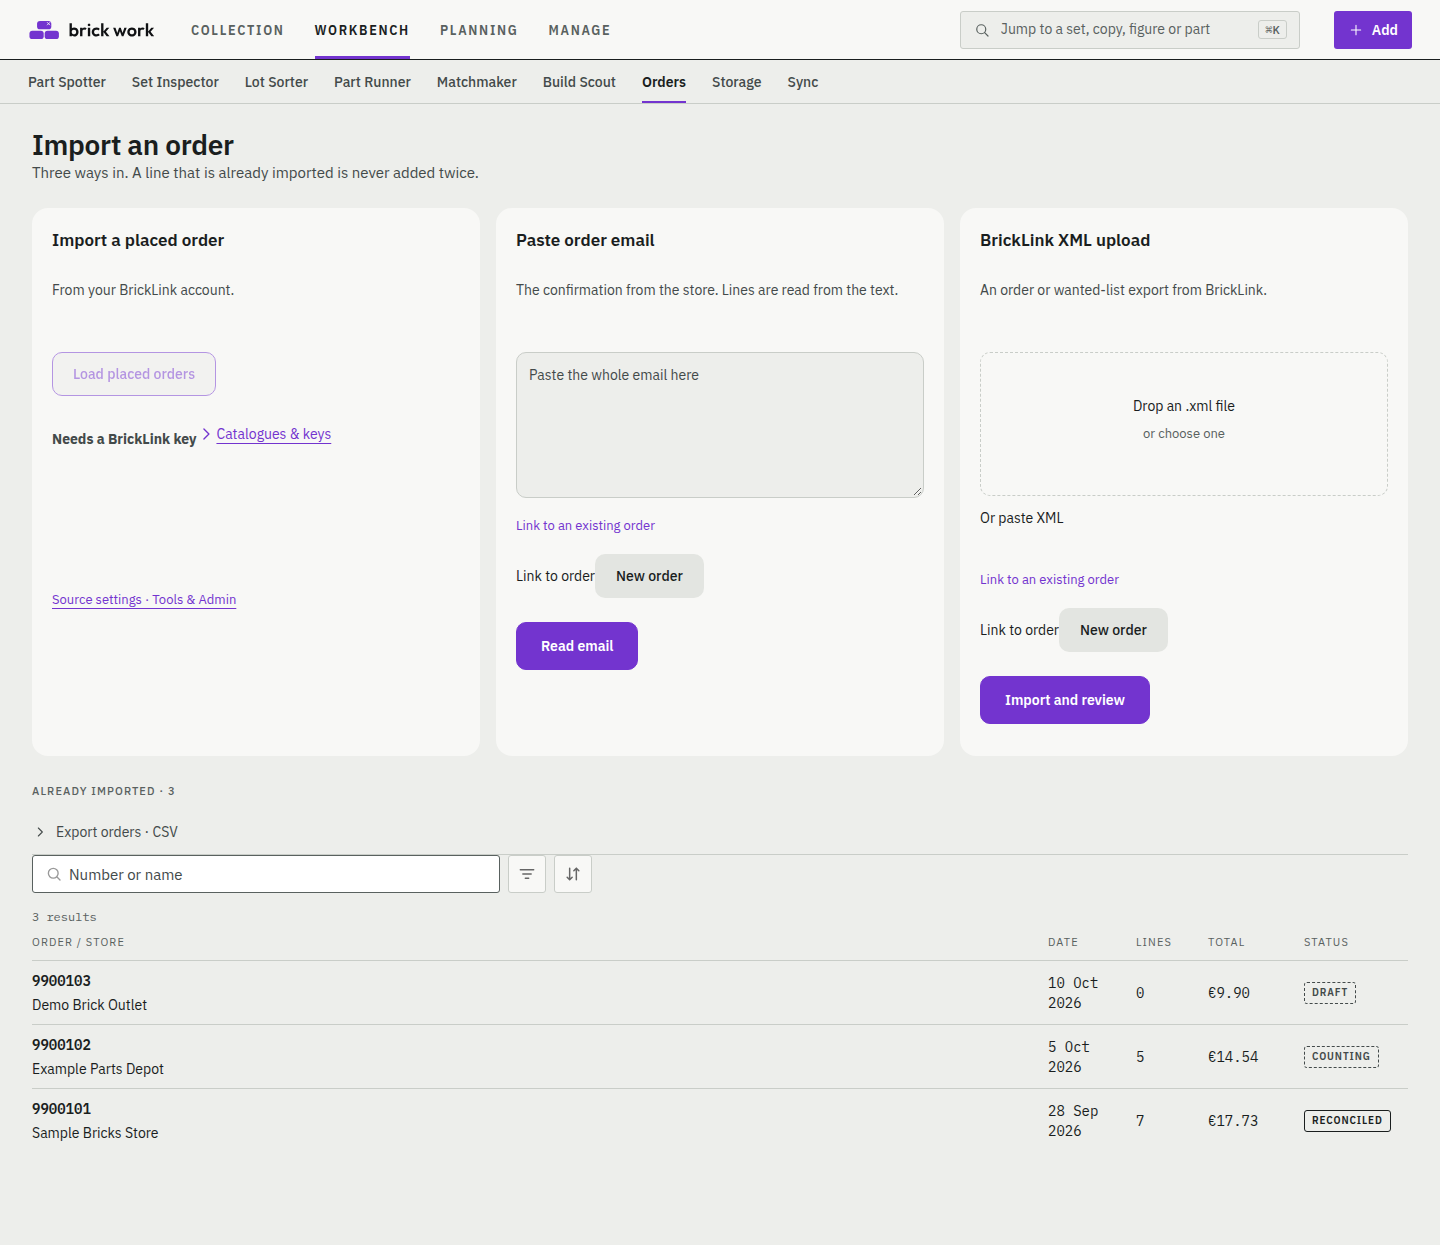 brick work
COLLECTION
WORKBENCH
PLANNING
MANAGE
Jump to a set, copy, figure or part
⌘K
Add
Part Spotter
Set Inspector
Lot Sorter
Part Runner
Matchmaker
Build Scout
Orders
Storage
Sync
Import an order
Three ways in. A line that is already imported is never added twice.
Import a placed order
From your BrickLink account.
Load placed orders
Needs a BrickLink key
Catalogues & keys
Source settings · Tools & Admin
Paste order email
The confirmation from the store. Lines are read from the text.
Paste the whole email here
Link to an existing order
Link to order
New order
Read email
BrickLink XML upload
An order or wanted-list export from BrickLink.
Drop an .xml file
or choose one
Or paste XML
Link to an existing order
Link to order
New order
Import and review
ALREADY IMPORTED · 3
Export orders · CSV
Number or name
3 results
ORDER / STORE
DATE
LINES
TOTAL
STATUS
9900103
Demo Brick Outlet
10 Oct
2026
0
€9.90
DRAFT
9900102
Example Parts Depot
5 Oct
2026
5
€14.54
COUNTING
9900101
Sample Bricks Store
28 Sep
2026
7
€17.73
RECONCILED